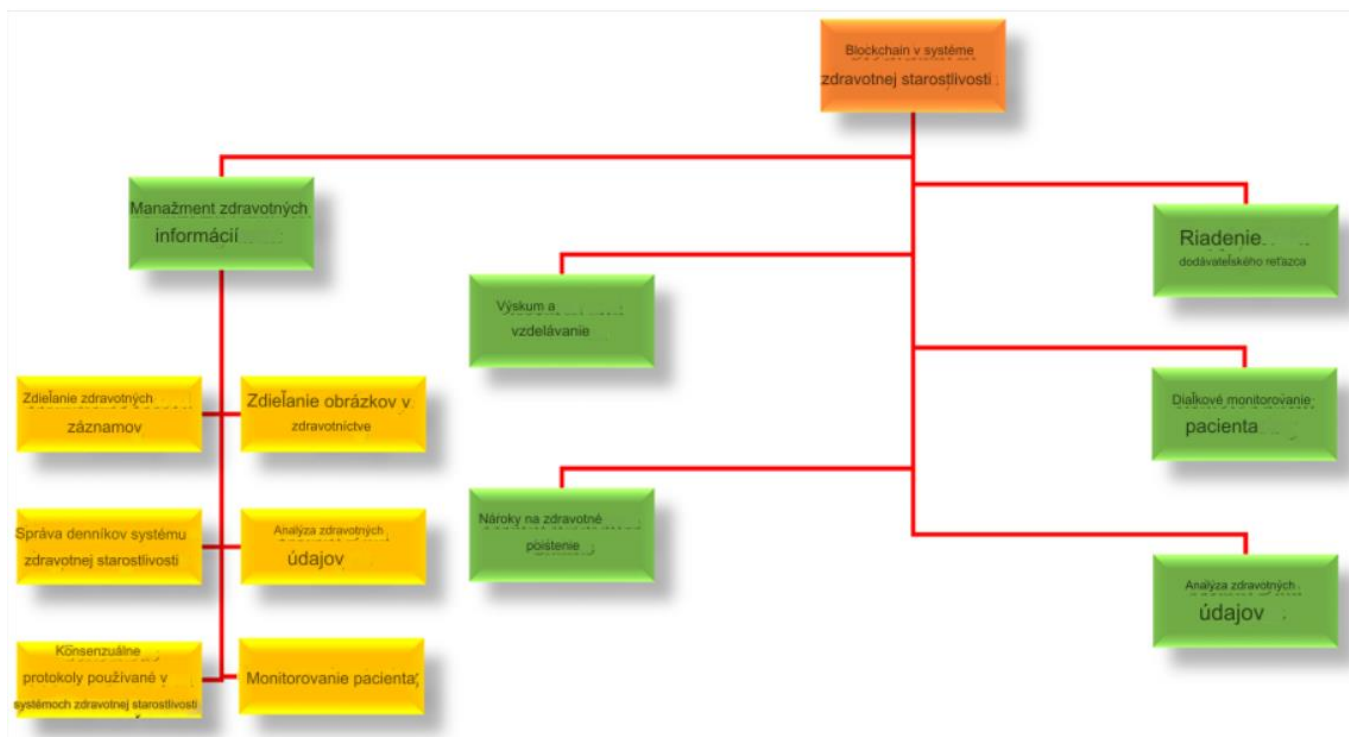 Blockchain v systéme
zdravotnej starostlivosti
Manažment zdravotných
informácií
Riadenie
dodávateľského reťazca
Výskum a
vzdelávanie
Zdieľanie zdravotných
záznamov
Zdieľanie obrázkov v
zdravotníctve
Diaľkové monitorovanie
pacienta
Nároky na zdravotné
poistenie
Správa denníkov systému
zdravotnej starostlivosti
Analýza zdravotných
údajov
Analýza zdravotných
údajov
Konsenzuálne
protokoly používané v
systémoch zdravotnej starostlivosti
Monitorovanie pacienta